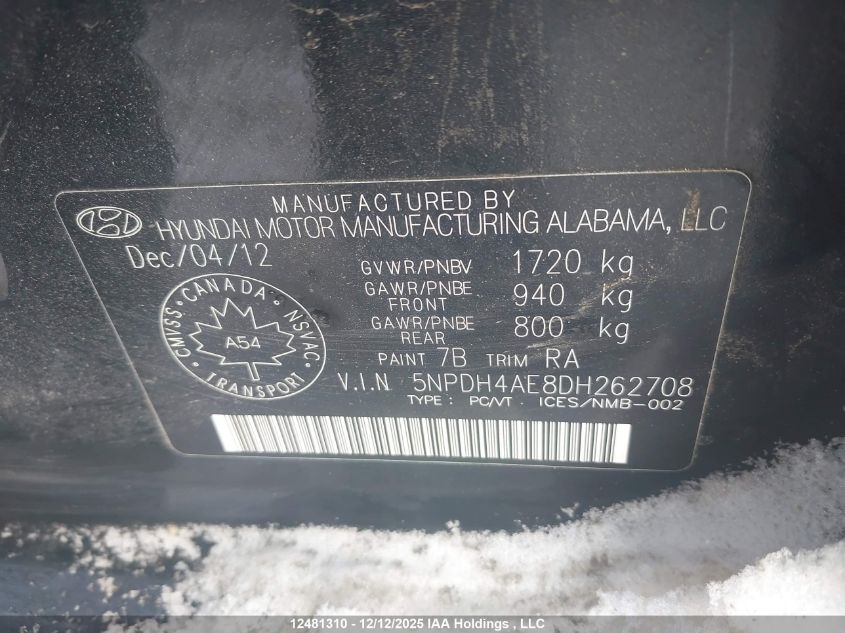 MANUFACTURED BY
HYUNDAI MOTOR MANUFACTURING ALABAMA, LLC
Dec/04/12
GVWR/PNBV 1720 kg
GAWR/PNBE FRONT 940 kg
GAWR/PNBE REAR 800 kg
PAINT 7B TRIM RA
CANADA
CMVSS • NSVAC
A54
TRANSPORT
V.I.N 5NPDH4AE8DH262708
TYPE : PC/VT · ICES/NMB-002
12481310 - 12/12/2025 IAA Holdings , LLC